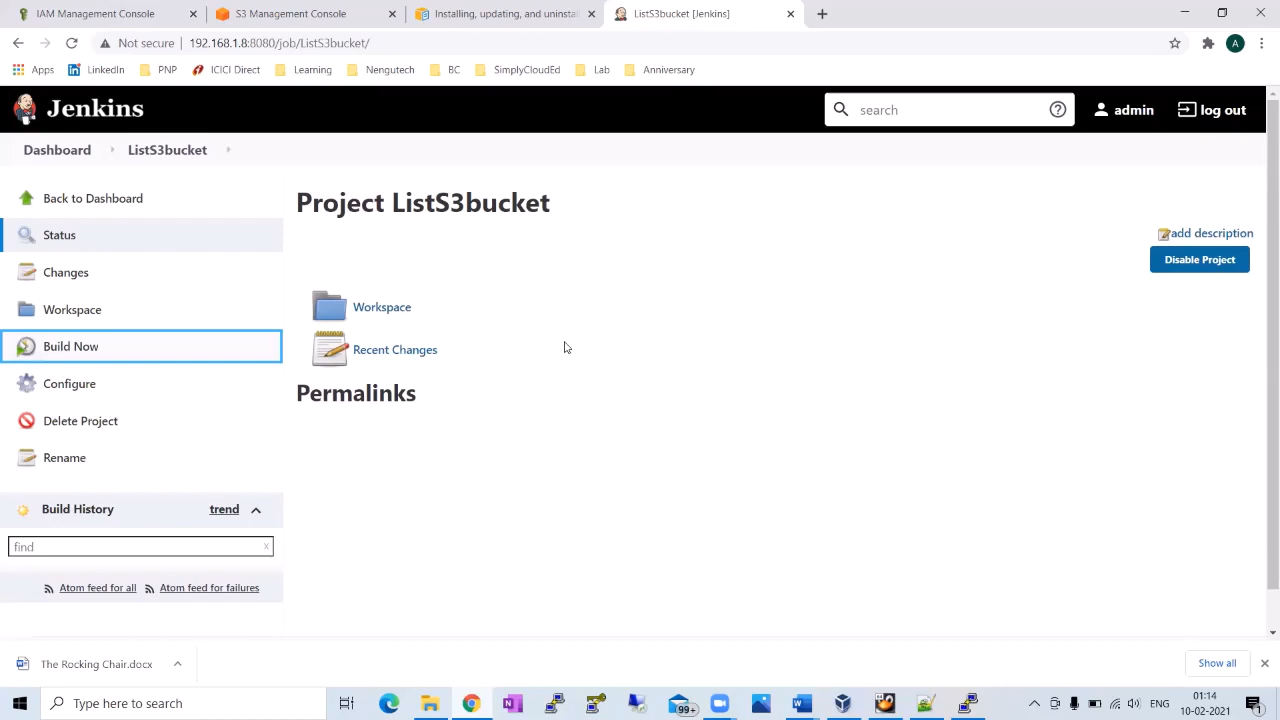 IAM Management Console
S3 Management Console
Installing, updating, and uninstal
ListS3bucket [Jenkins]
Not secure | 192.168.1.8:8080/job/ListS3bucket/
A
Apps LinkedIn PNP ICICI Direct Learning Nengutech BC SimplyCloudEd Lab Anniversary
Jenkins
search
admin
log out
Dashboard ListS3bucket
Back to Dashboard
Status
Changes
Workspace
Build Now
Configure
Delete Project
Rename
Build History trend
find x
Atom feed for all Atom feed for failures
Project ListS3bucket
add description
Disable Project
Workspace
Recent Changes
Permalinks
The Rocking Chair.docx
Show all
Type here to search
99+
ENG
01:14
10-02-2021